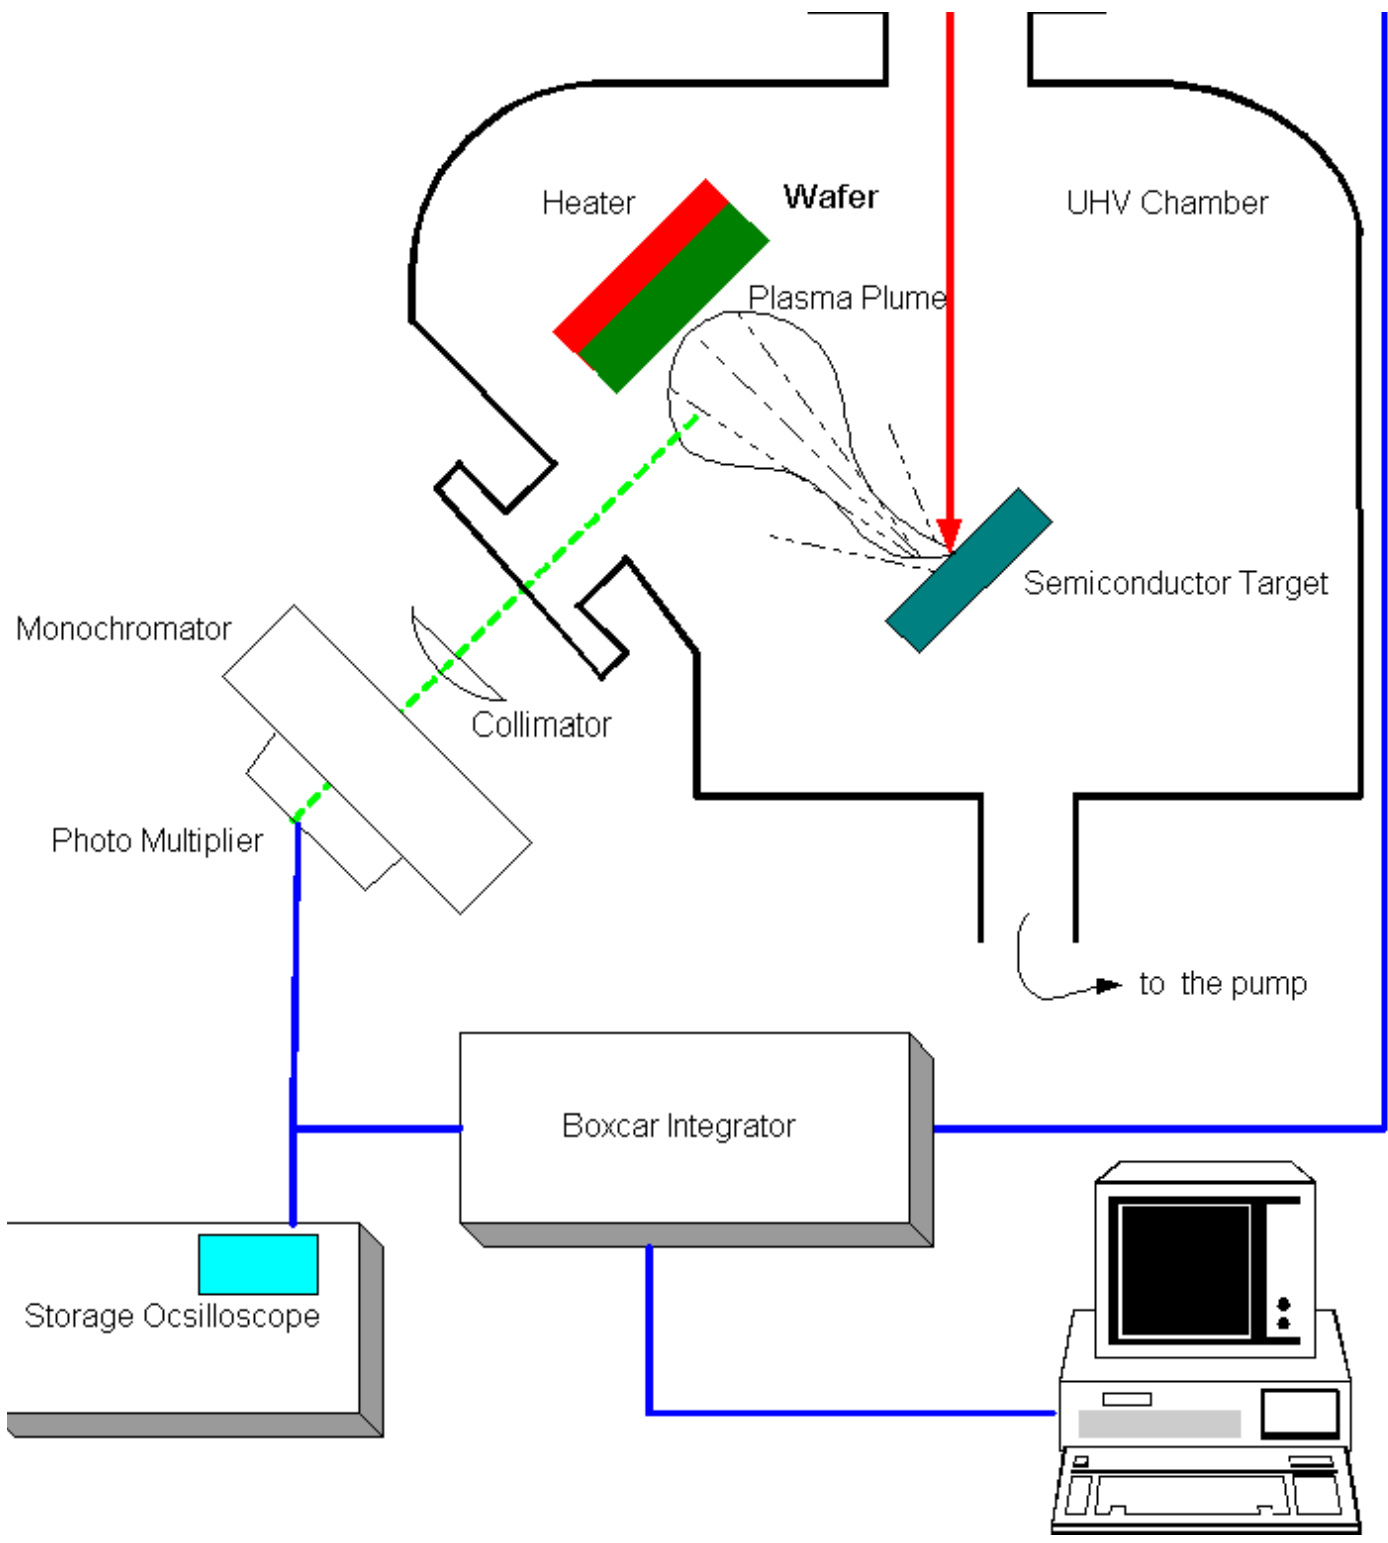 Heater
Wafer
UHV Chamber
Plasma Plume
Semiconductor Target
Monochromator
Collimator
Photo Multiplier
to the pump
Boxcar Integrator
Storage Ocsilloscope